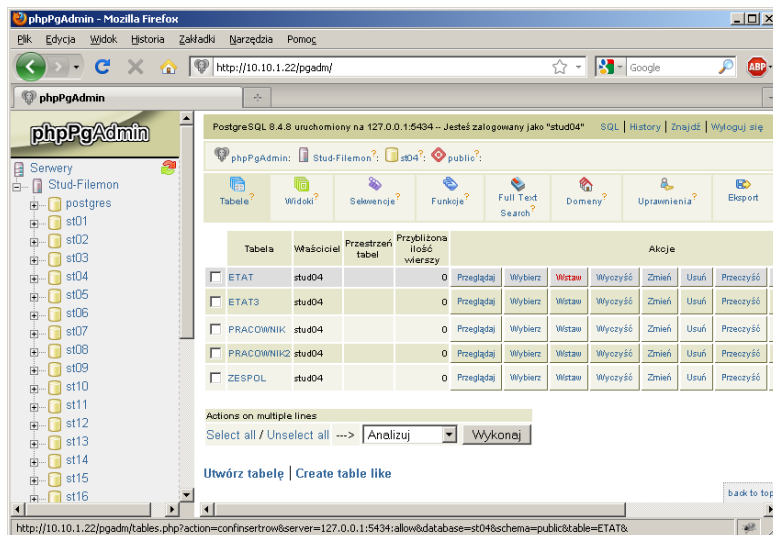 phpPgAdmin - Mozilla Firefox
Plik Edycja Widok Historia Zakładki Narzędzia Pomoc
http://10.10.1.22/pgadm/ Google ABP
phpPgAdmin
phpPgAdmin
Serwery
Stud-Filemon
postgres
st01
st02
st03
st04
st05
st06
st07
st08
st09
st10
st11
st12
st13
st14
st15
st16
PostgreSQL 8.4.8 uruchomiony na 127.0.0.1:5434 -- Jesteś zalogowany jako "stud04" SQL | History | Znajdź | Wyloguj się
phpPgAdmin: Stud-Filemon?: st04?: public?:
Tabele? Widoki? Sekwencje? Funkcje? Full Text Search? Domeny? Uprawnienia? Eksport
Tabela Właściciel Przestrzeń tabel Przybliżona ilość wierszy Akcje
ETAT stud04 0 Przeglądaj Wybierz Wstaw Wyczyść Zmień Usuń Przeczyść
ETAT3 stud04 0 Przeglądaj Wybierz Wstaw Wyczyść Zmień Usuń Przeczyść
PRACOWNIK stud04 0 Przeglądaj Wybierz Wstaw Wyczyść Zmień Usuń Przeczyść
PRACOWNIK2 stud04 0 Przeglądaj Wybierz Wstaw Wyczyść Zmień Usuń Przeczyść
ZESPOL stud04 0 Przeglądaj Wybierz Wstaw Wyczyść Zmień Usuń Przeczyść
Actions on multiple lines
Select all / Unselect all ---> Analizuj Wykonaj
Utwórz tabelę | Create table like
back to top
http://10.10.1.22/pgadm/tables.php?action=confinsertrow&server=127.0.0.1:5434:allow&database=st04&schema=public&table=ETAT&